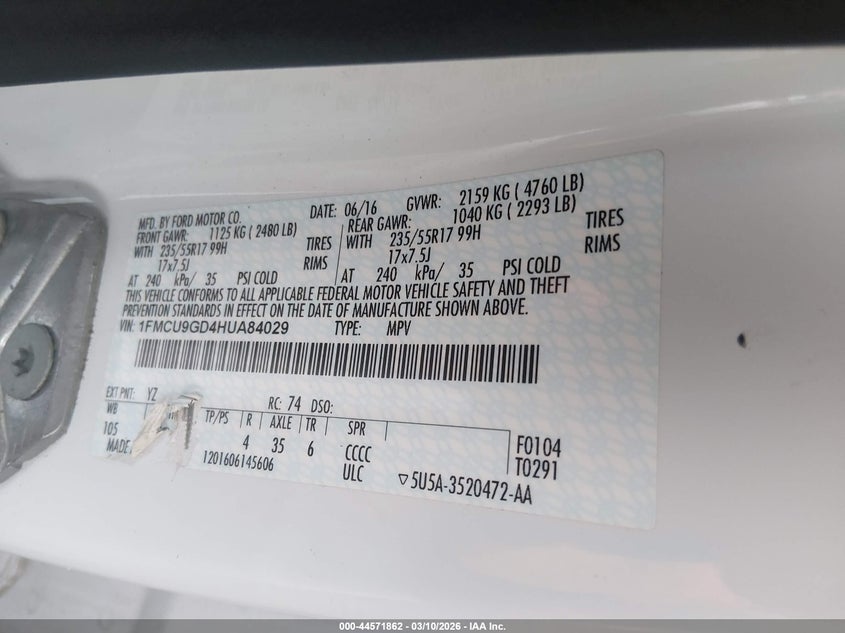 MFD. BY FORD MOTOR CO. DATE: 06/16 GVWR: 2159 KG ( 4760 LB)
FRONT GAWR: 1125 KG ( 2480 LB) REAR GAWR: 1040 KG ( 2293 LB)
WITH 235/55R17 99H TIRES WITH 235/55R17 99H TIRES
17x7.5J RIMS 17x7.5J RIMS
AT 240 kPa/ 35 PSI COLD AT 240 kPa/ 35 PSI COLD
THIS VEHICLE CONFORMS TO ALL APPLICABLE FEDERAL MOTOR VEHICLE SAFETY AND THEFT
PREVENTION STANDARDS IN EFFECT ON THE DATE OF MANUFACTURE SHOWN ABOVE.
VIN: 1FMCU9GD4HUA84029 TYPE: MPV
EXT PNT: YZ RC: 74 DSO:
WB TP/PS R AXLE TR SPR
105 4 35 6 CCCC F0104
MADE 1201606145606 ULC T0291
5U5A-3520472-AA
000-44571862 - 03/10/2026 - IAA Inc.